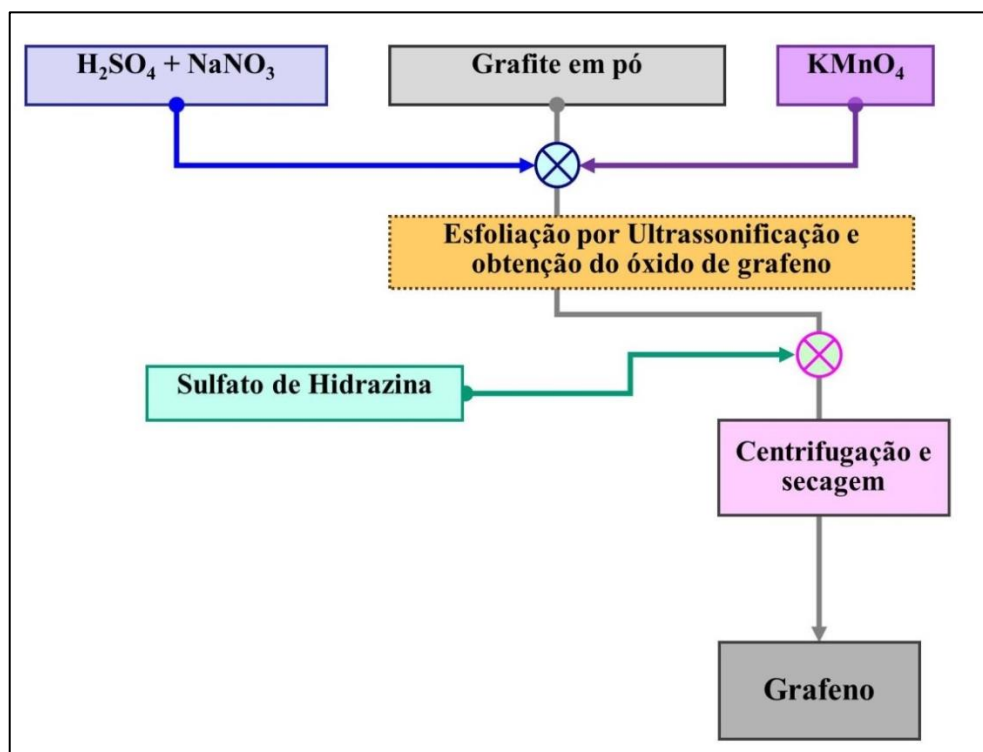 H₂SO₄ + NaNO₃
Grafite em pó
KMnO₄
Esfoliação por Ultrassonificação e
obtenção do óxido de grafeno
Sulfato de Hidrazina
Centrifugação e
secagem
Grafeno